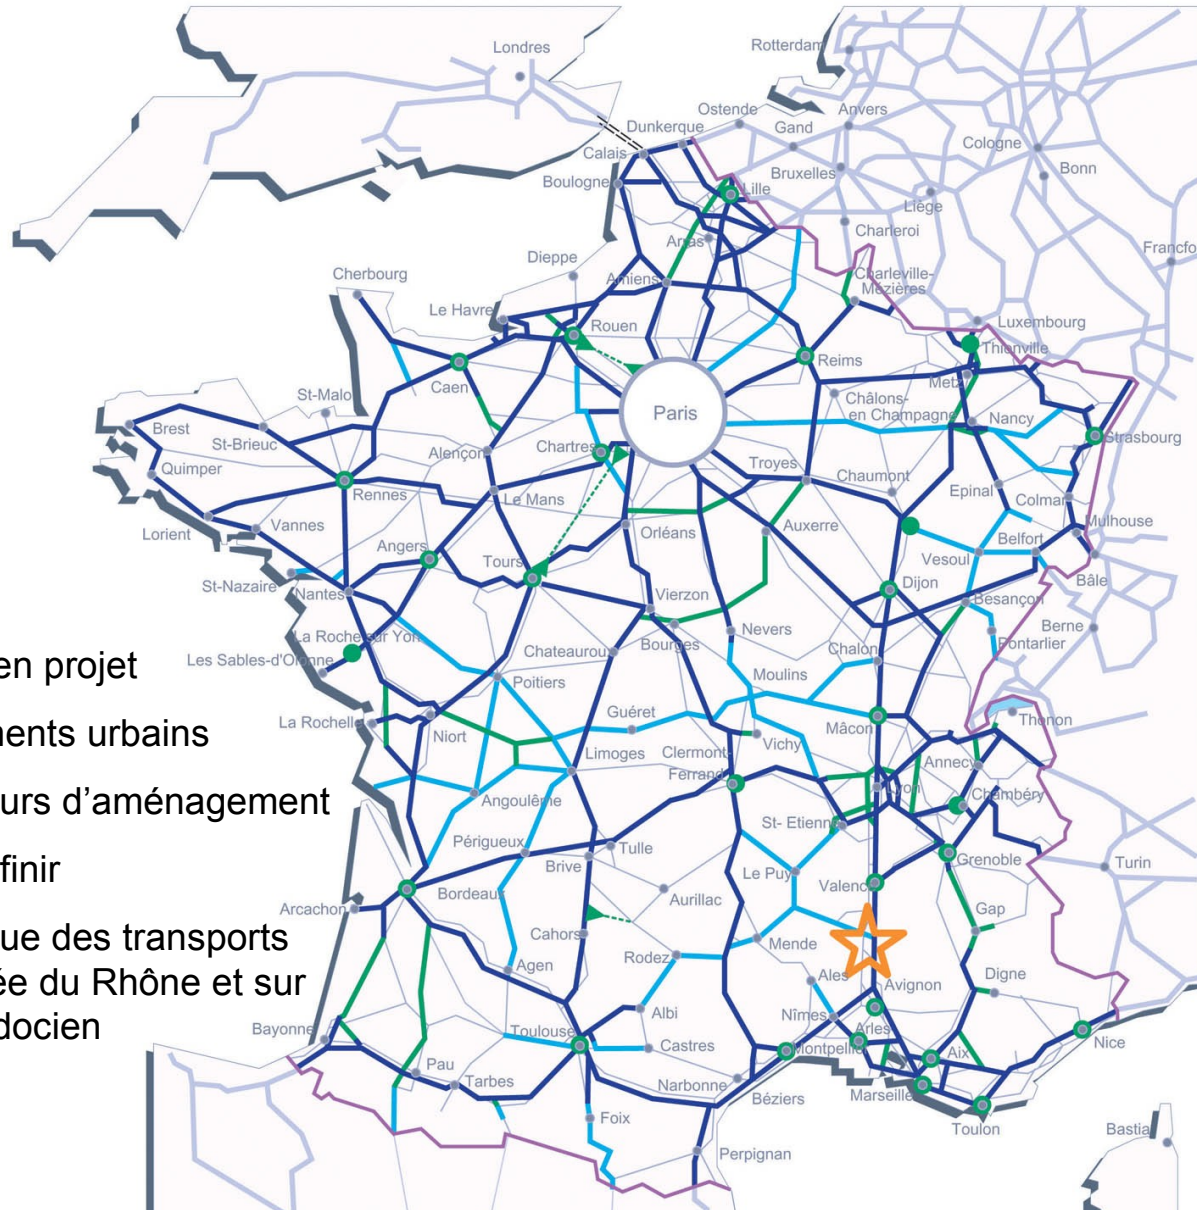 Londres
Rotterdam
Ostende
Anvers
Dunkerque
Gand
Calais
Cologne
Bruxelles
Bonn
Boulogne
Lille
Liège
Arras
Charleroi
Francfo
Dieppe
Cherbourg
Amiens
Charleville-
Mézières
Le Havre
Rouen
Luxembourg
Thionville
Reims
Caen
Metz
St-Malo
Châlons-
en Champagne
Paris
Nancy
Brest
St-Brieuc
Chartres
Strasbourg
Alençon
Troyes
Quimper
Chaumont
Rennes
Le Mans
Epinal
Colmar
Lorient
Vannes
Orléans
Auxerre
Mulhouse
Angers
Belfort
Tours
Vesoul
St-Nazaire
Nantes
Dijon
Bâle
Vierzon
Besançon
Nevers
Berne
La Roche sur Yon
Bourges
Pontarlier
Les Sables-d'Olonne
Chateauroux
Chalon
en projet
Poitiers
Moulins
La Rochelle
Niort
Guéret
Mâcon
Thonon
ments urbains
Limoges
Clermont-
Ferrand
Vichy
Annecy
Angoulême
Lyon
Chambéry
urs d’aménagement
St- Etienne
Périgueux
Tulle
Grenoble
Turin
finir
Brive
Le Puy
Valence
Bordeaux
Aurillac
Arcachon
Gap
ue des transports
Cahors
Mende
Rodez
ée du Rhône et sur
Agen
Ales
Digne
Avignon
docien
Nîmes
Albi
Bayonne
Toulouse
Arles
Castres
Montpellier
Aix
Nice
Pau
Tarbes
Narbonne
Béziers
Marseille
Foix
Toulon
Bastia
Perpignan